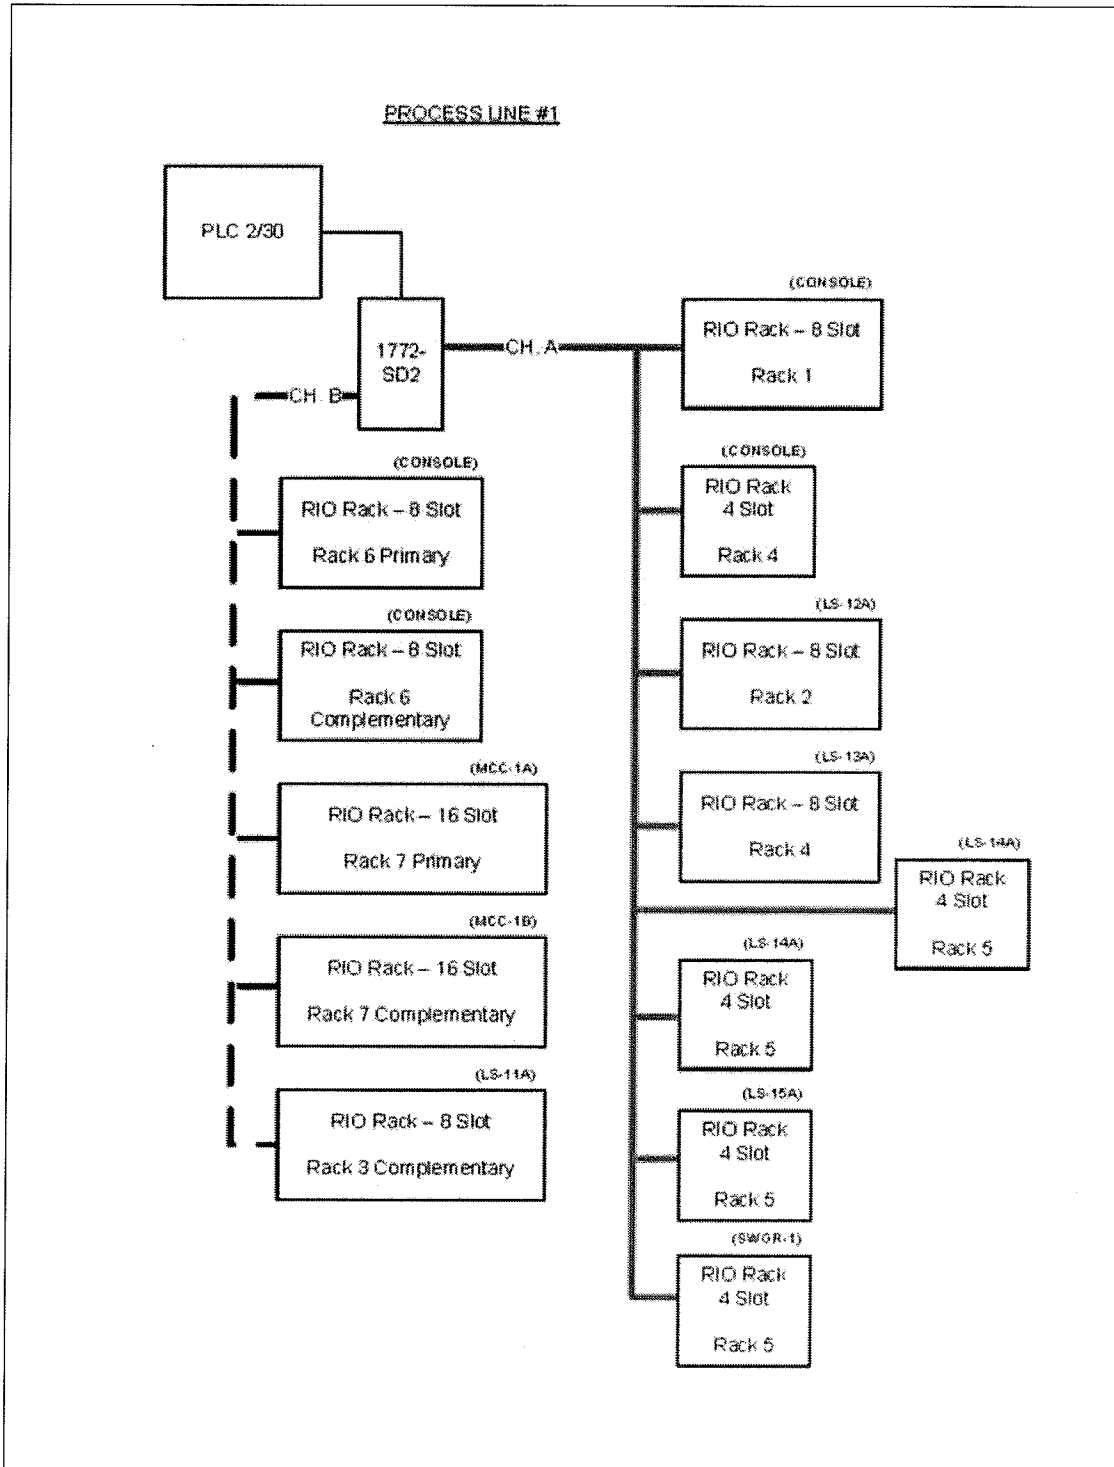 PROCESS LINE #1
PLC 2/30
1772-
SD2
CH. A
CH. B
(CONSOLE)
RIO Rack – 8 Slot
Rack 1
(CONSOLE)
RIO Rack
4 Slot
Rack 4
(LS-12A)
RIO Rack – 8 Slot
Rack 2
(LS-13A)
RIO Rack – 8 Slot
Rack 4
(LS-14A)
RIO Rack
4 Slot
Rack 5
(LS-14A)
RIO Rack
4 Slot
Rack 5
(LS-15A)
RIO Rack
4 Slot
Rack 5
(SWGR-1)
RIO Rack
4 Slot
Rack 5
(CONSOLE)
RIO Rack – 8 Slot
Rack 6 Primary
(CONSOLE)
RIO Rack – 8 Slot
Rack 6
Complementary
(MCC-1A)
RIO Rack – 16 Slot
Rack 7 Primary
(MCC-1B)
RIO Rack – 16 Slot
Rack 7 Complementary
(LS-11A)
RIO Rack – 8 Slot
Rack 3 Complementary